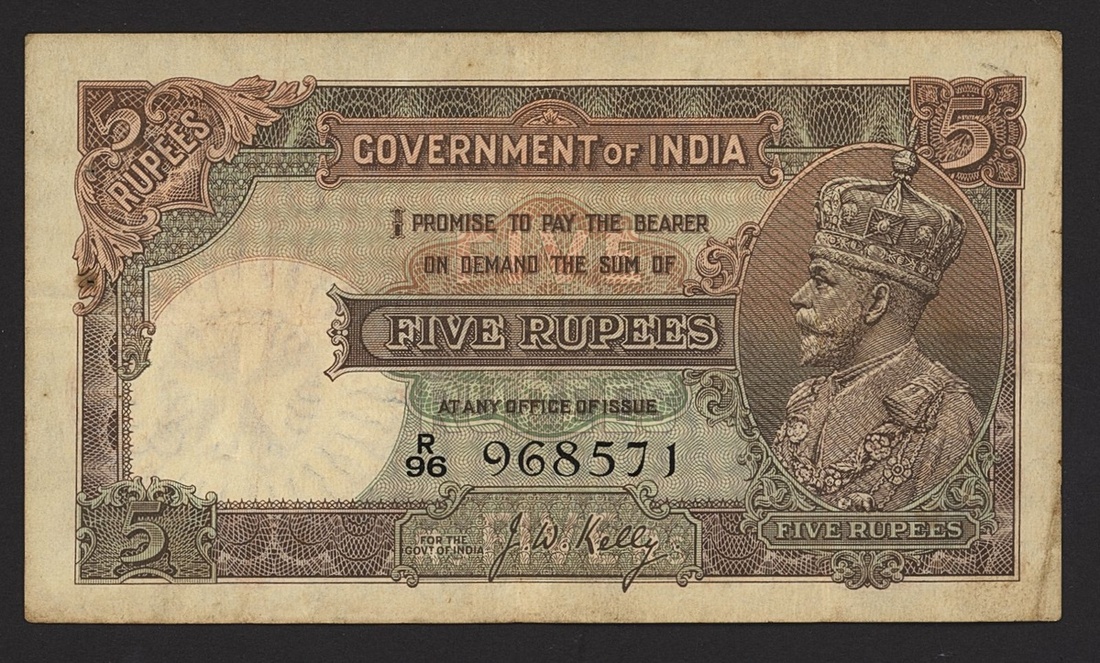 5 RUPEES
5
GOVERNMENT OF INDIA
I PROMISE TO PAY THE BEARER
FIVE
ON DEMAND THE SUM OF
FIVE RUPEES
AT ANY OFFICE OF ISSUE
R
96 968571
FOR THE
GOVT OF INDIA
J. W. Kelly.
5
FIVE RUPEES